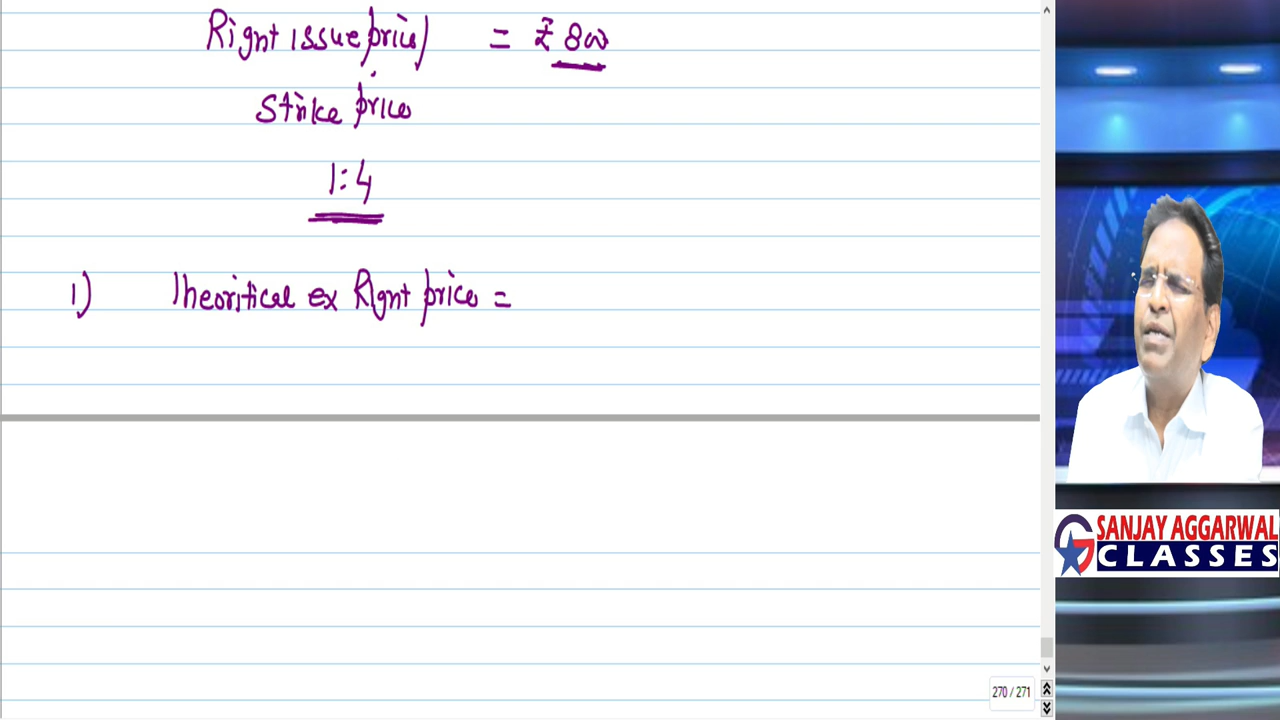 Right issue price) = ₹ 800
Strike price
1:4
1) Theoritical ex Right price =
SANJAY AGGARWAL
CLASSES
270 / 271